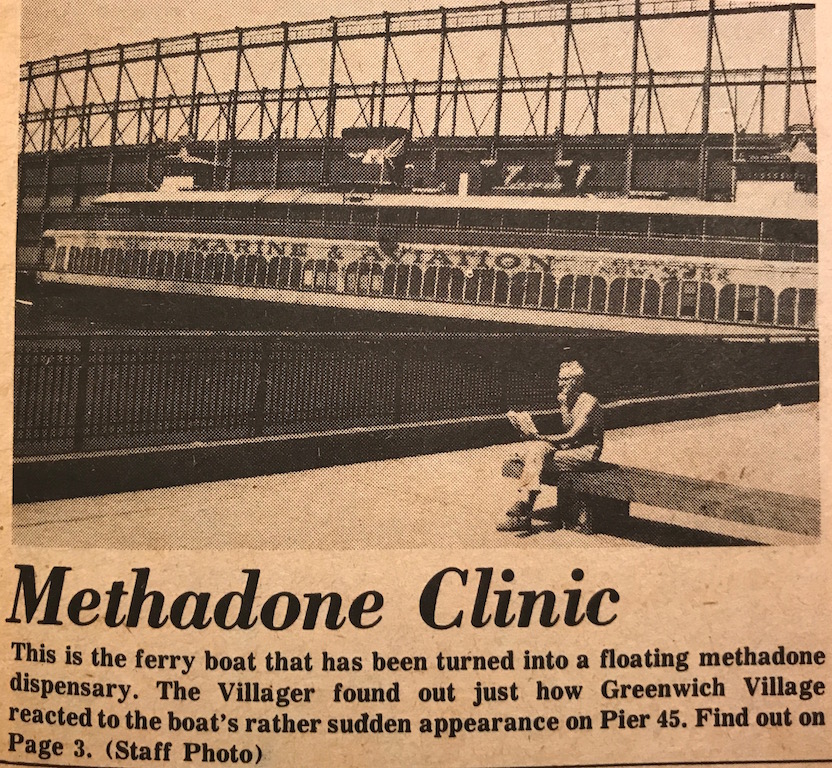 MARINE & AVIATION
Methadone Clinic
This is the ferry boat that has been turned into a floating methadone
dispensary. The Villager found out just how Greenwich Village
reacted to the boat's rather sudden appearance on Pier 45. Find out on
Page 3. (Staff Photo)